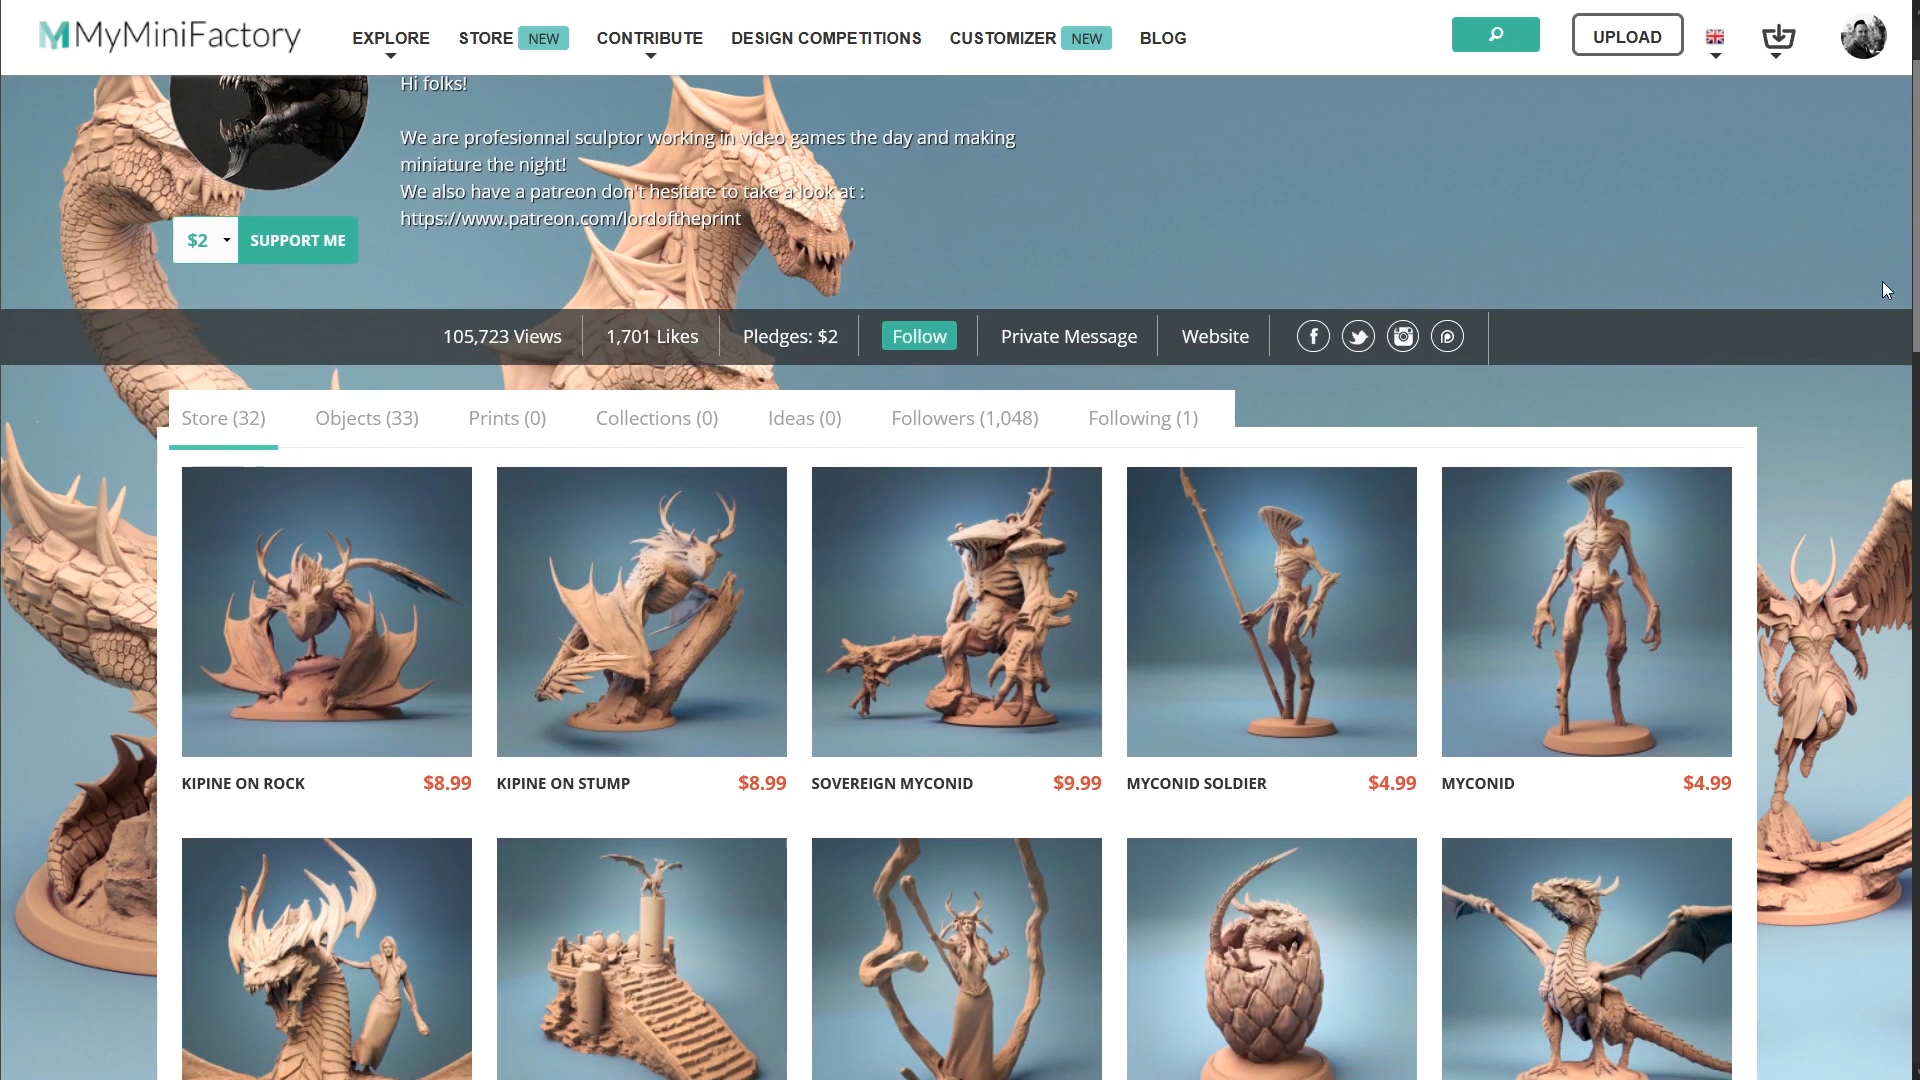 MyMiniFactory
EXPLORE STORE NEW CONTRIBUTE DESIGN COMPETITIONS CUSTOMIZER NEW BLOG UPLOAD
Hi folks!
We are profesionnal sculptor working in video games the day and making
miniature the night!
We also have a patreon don't hesitate to take a look at :
https://www.patreon.com/lordoftheprint
$2 SUPPORT ME
105,723 Views 1,701 Likes Pledges: $2 Follow Private Message Website
Store (32) Objects (33) Prints (0) Collections (0) Ideas (0) Followers (1,048) Following (1)
KIPINE ON ROCK $8.99 KIPINE ON STUMP $8.99 SOVEREIGN MYCONID $9.99 MYCONID SOLDIER $4.99 MYCONID $4.99